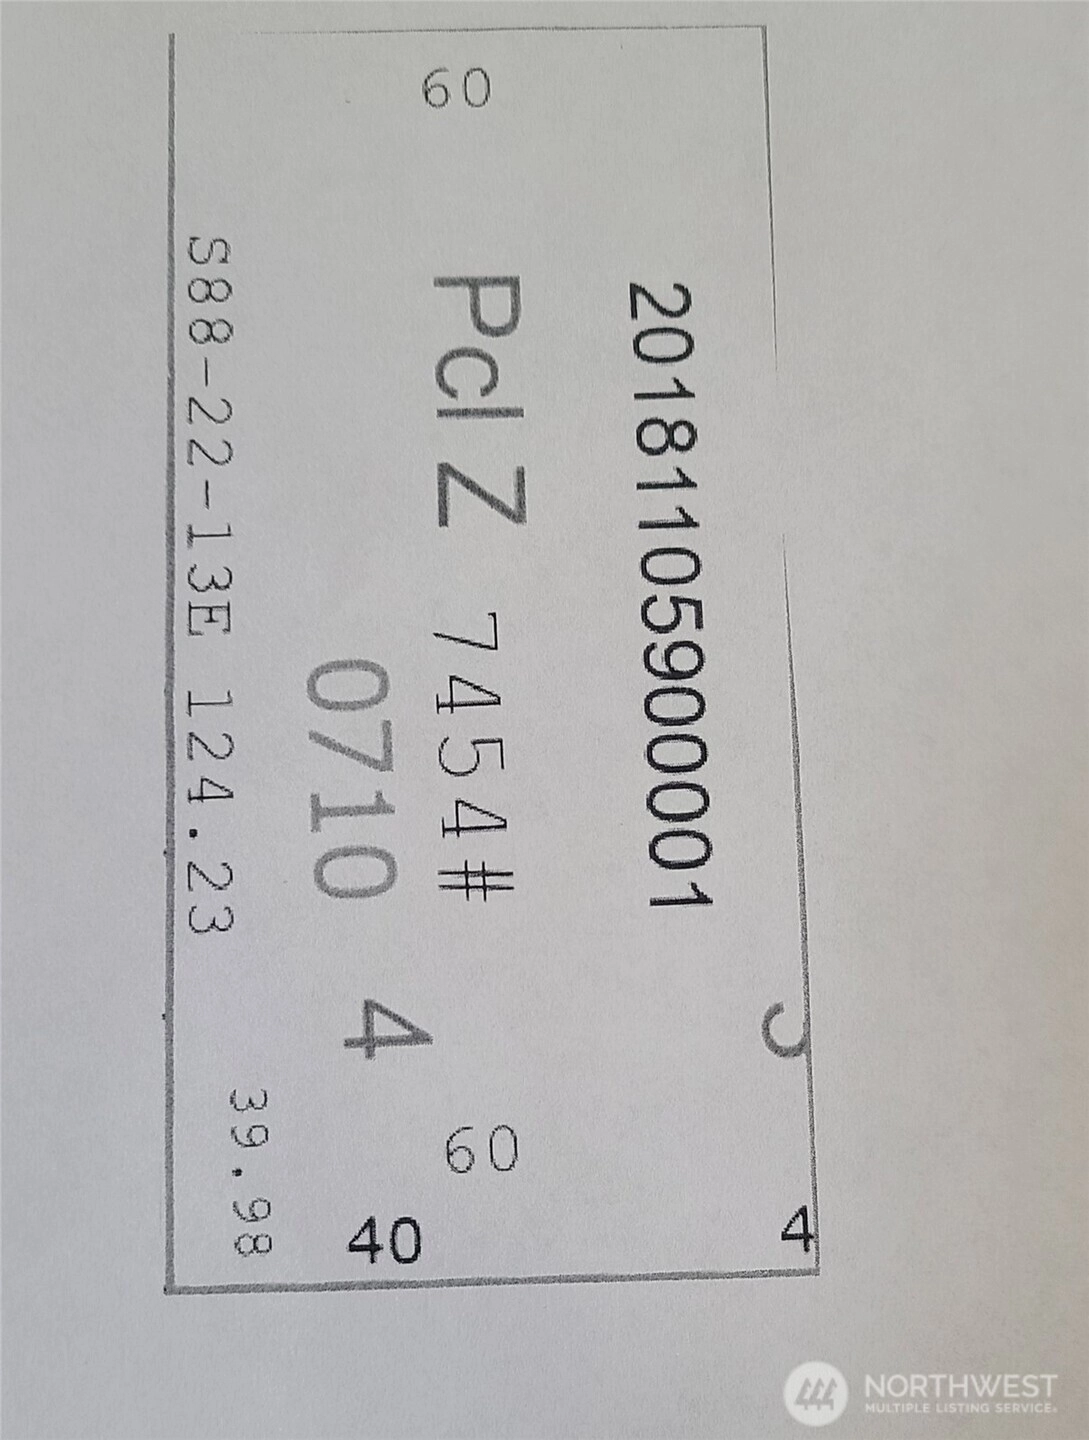 60
20181105900001
Pcl Z 7454#
0710
4
S88-22-13E 124.23
39.98
60
40
4
NORTHWEST
MULTIPLE LISTING SERVICE